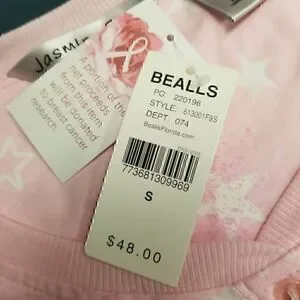 Jasmin
A portion of the
net proceeds
from this item
will be donated
to breast cancer
research.
BEALLS
PO: 220196
STYLE: 613001F9S
DEPT: 074
BeallsFlorida.com
773681309969
S
$48.00